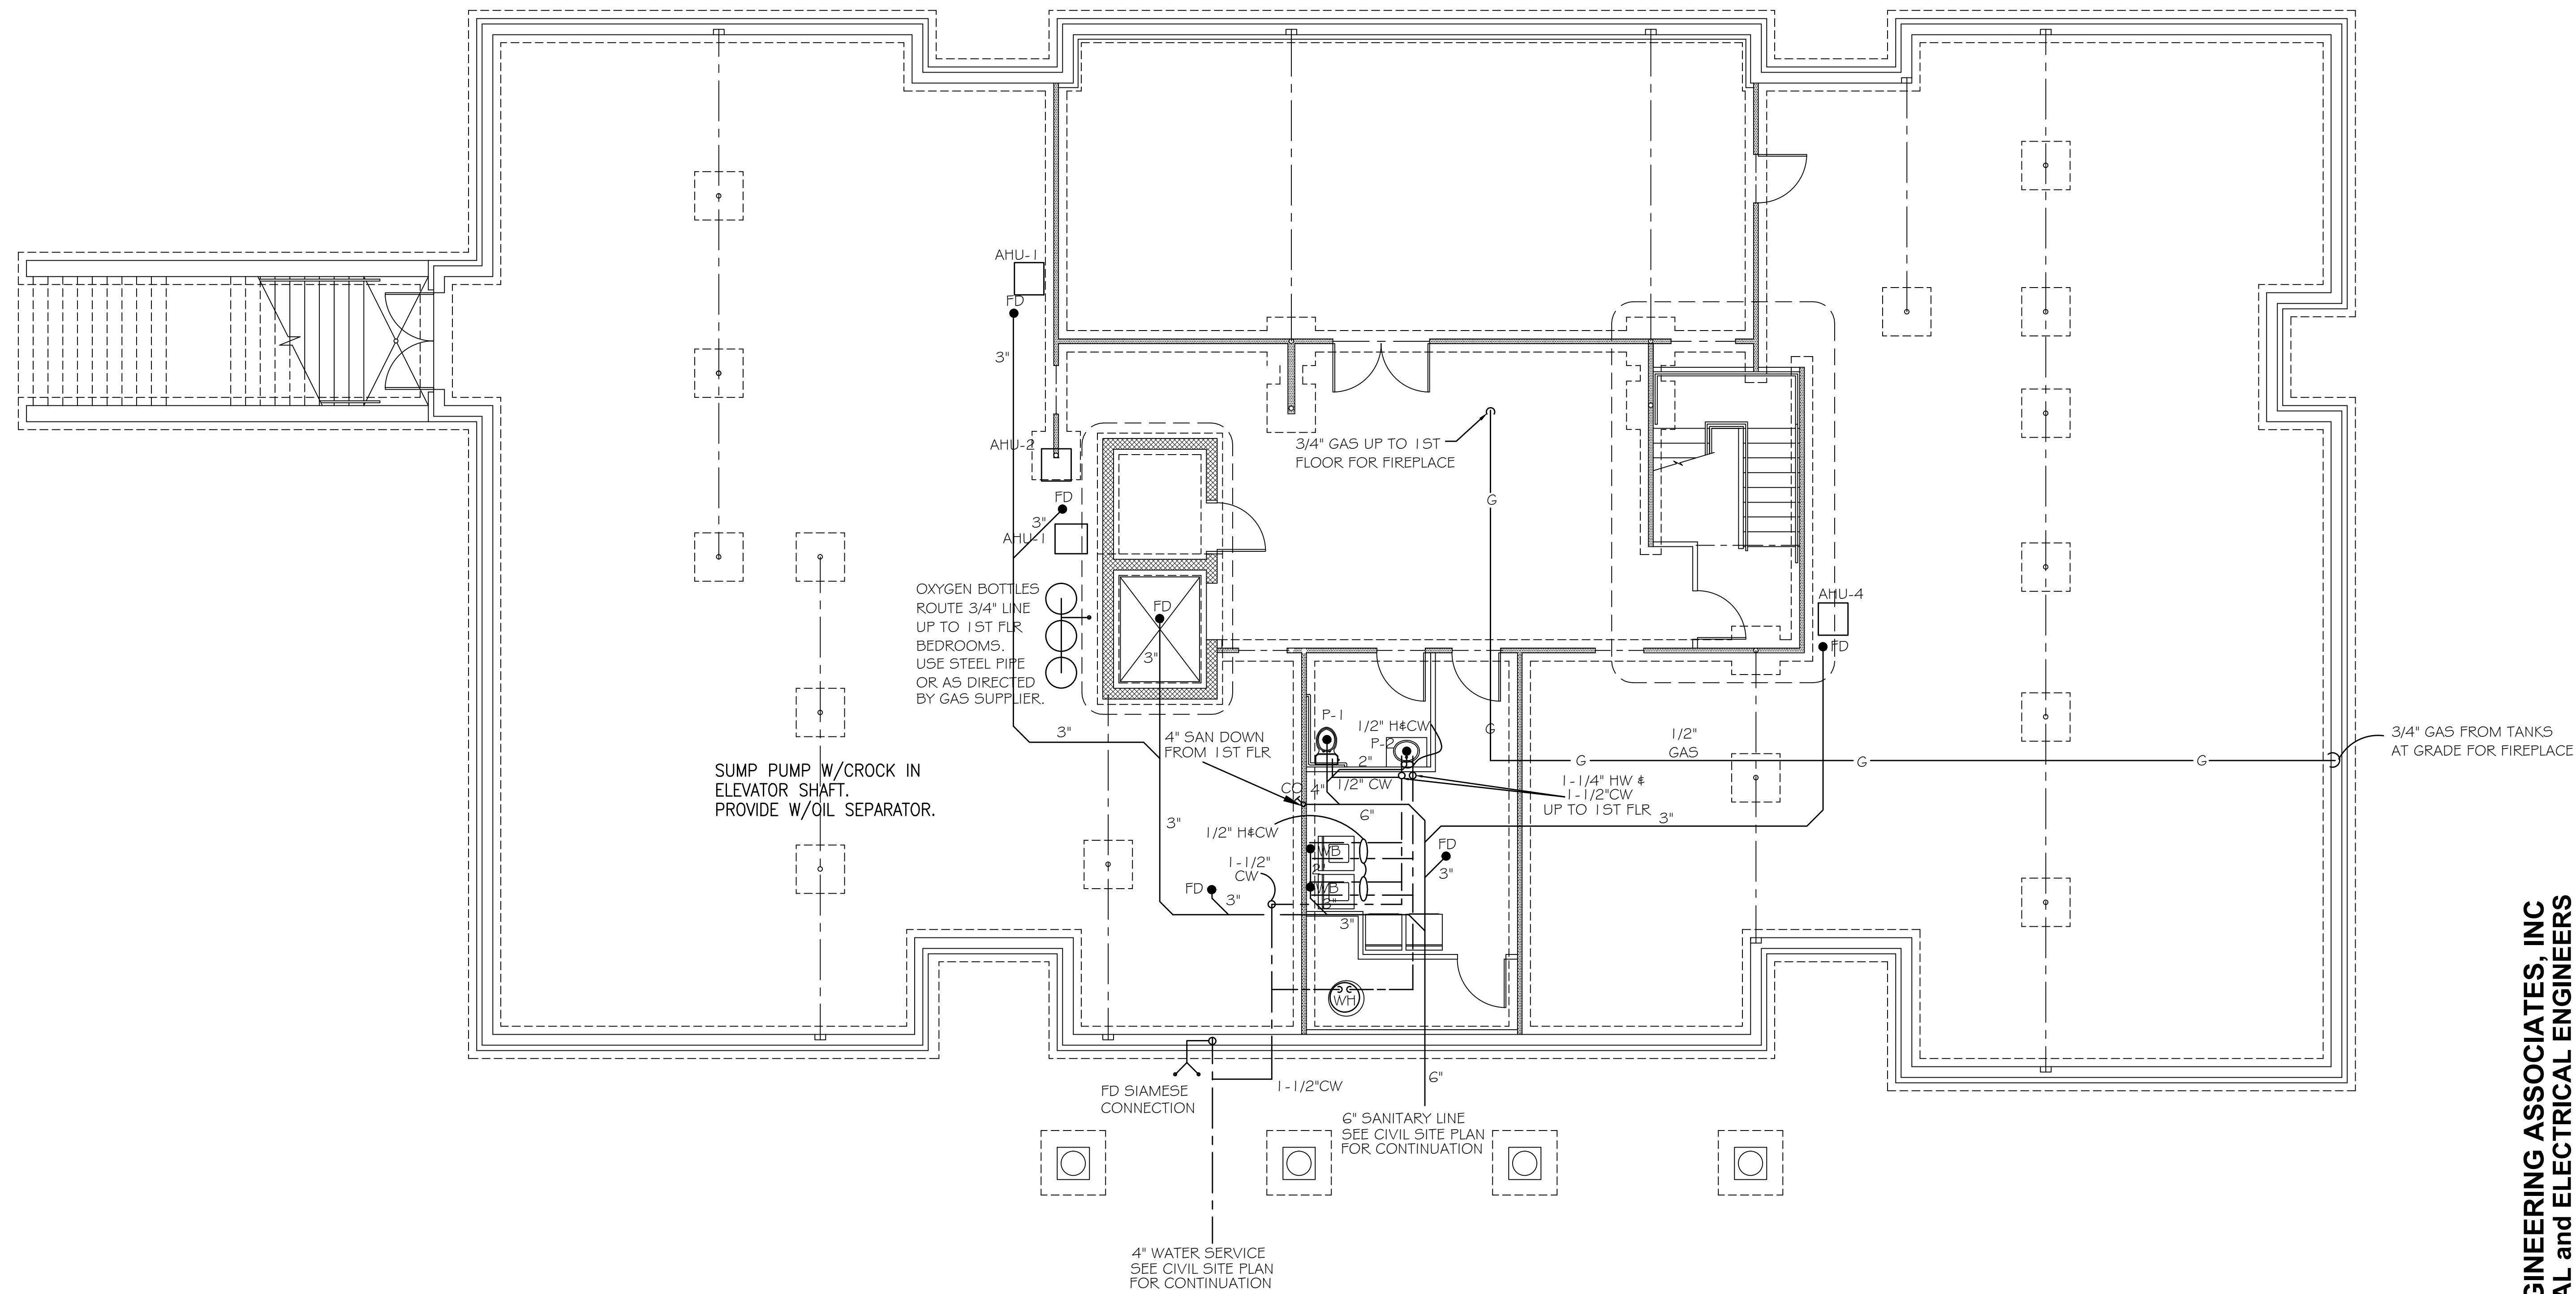 AHU-1
FD
3"
AHU-2
FD
3"
AHU-1
3/4" GAS UP TO 1ST
FLOOR FOR FIREPLACE
G
OXYGEN BOTTLES
ROUTE 3/4" LINE
UP TO 1ST FLR
BEDROOMS.
USE STEEL PIPE
OR AS DIRECTED
BY GAS SUPPLIER.
FD
3"
AHU-4
FD
3"
4" SAN DOWN
FROM 1ST FLR
P-1
1/2" H&CW
P-2
2"
1/2" CW
G
1/2"
GAS
G
G
G
3/4" GAS FROM TANKS
AT GRADE FOR FIREPLACE
SUMP PUMP W/CROCK IN
ELEVATOR SHAFT.
PROVIDE W/OIL SEPARATOR.
CO
4"
1-1/4" HW &
1-1/2"CW
UP TO 1ST FLR
3"
6"
3"
1/2" H&CW
1-1/2"
CW
WB
2"
WB
FD
3"
FD
3"
3"
3"
WH
FD SIAMESE
CONNECTION
1-1/2"CW
6"
6" SANITARY LINE
SEE CIVIL SITE PLAN
FOR CONTINUATION
4" WATER SERVICE
SEE CIVIL SITE PLAN
FOR CONTINUATION
GINEERING ASSOCIATES, INC
AL and ELECTRICAL ENGINEERS